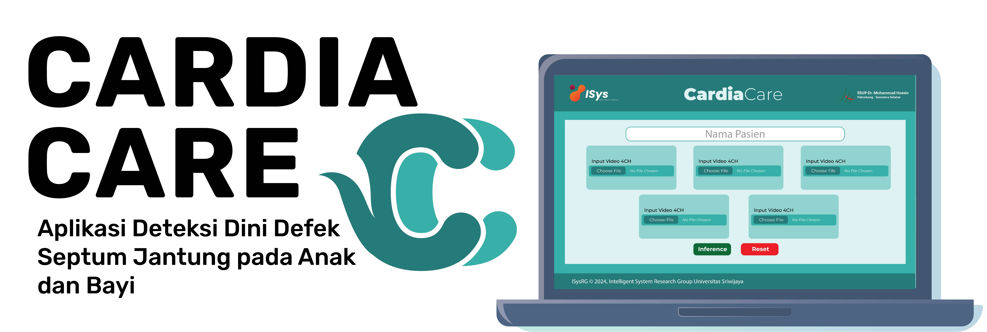 CARDIA
CARE
Aplikasi Deteksi Dini Defek
Septum Jantung pada Anak
dan Bayi
ISys
CardiaCare
RSUP Dr. Mohammad Hoesin
Palembang - Sumatera Selatan
Nama Pasien
Input Video 4CH
Choose File No File Chosen
Input Video 4CH
Choose File No File Chosen
Input Video 4CH
Choose File No File Chosen
Input Video 4CH
Choose File No File Chosen
Input Video 4CH
Choose File No File Chosen
Inference
Reset
ISysRG © 2024, Intelligent System Research Group Universitas Sriwijaya